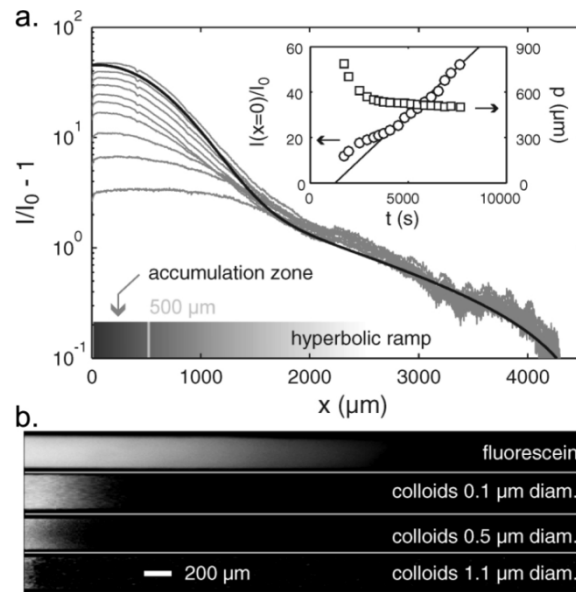 a.
10²
10¹
10⁰
10⁻¹
I/I₀ - 1
0
1000
2000
3000
4000
x (µm)
accumulation zone
500 µm
hyperbolic ramp
60
40
20
0
I(x=0)/I₀
900
600
300
0
p (µm)
0
5000
10000
t (s)
b.
fluorescein
colloids 0.1 µm diam.
colloids 0.5 µm diam.
colloids 1.1 µm diam.
200 µm